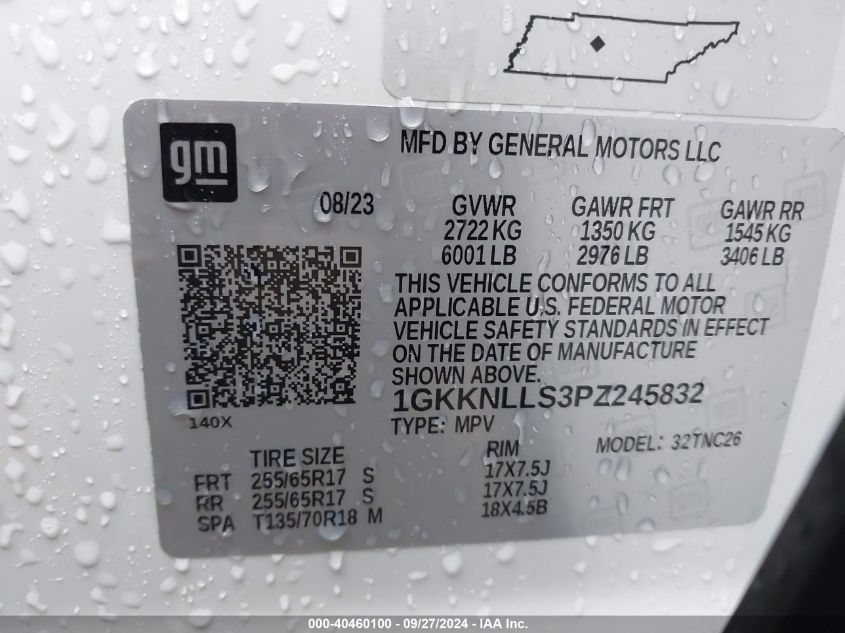 gm
MFD BY GENERAL MOTORS LLC
08/23
GVWR GAWR FRT GAWR RR
2722 KG 1350 KG 1545 KG
6001 LB 2976 LB 3406 LB
THIS VEHICLE CONFORMS TO ALL
APPLICABLE U.S. FEDERAL MOTOR
VEHICLE SAFETY STANDARDS IN EFFECT
ON THE DATE OF MANUFACTURE
SHOWN ABOVE.
1GKKNLLS3PZ245832
140X
TYPE: MPV
MODEL: 32TNC26
TIRE SIZE RIM
FRT 255/65R17 S 17X7.5J
RR 255/65R17 S 17X7.5J
SPA T135/70R18 M 18X4.5B
000-40460100 - 09/27/2024 - IAA Inc.